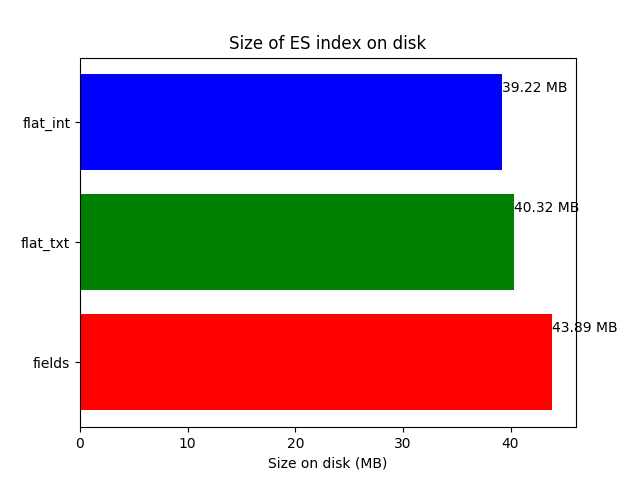 Size of ES index on disk
flat_int
39.22 MB
flat_txt
40.32 MB
fields
43.89 MB
0 10 20 30 40
Size on disk (MB)